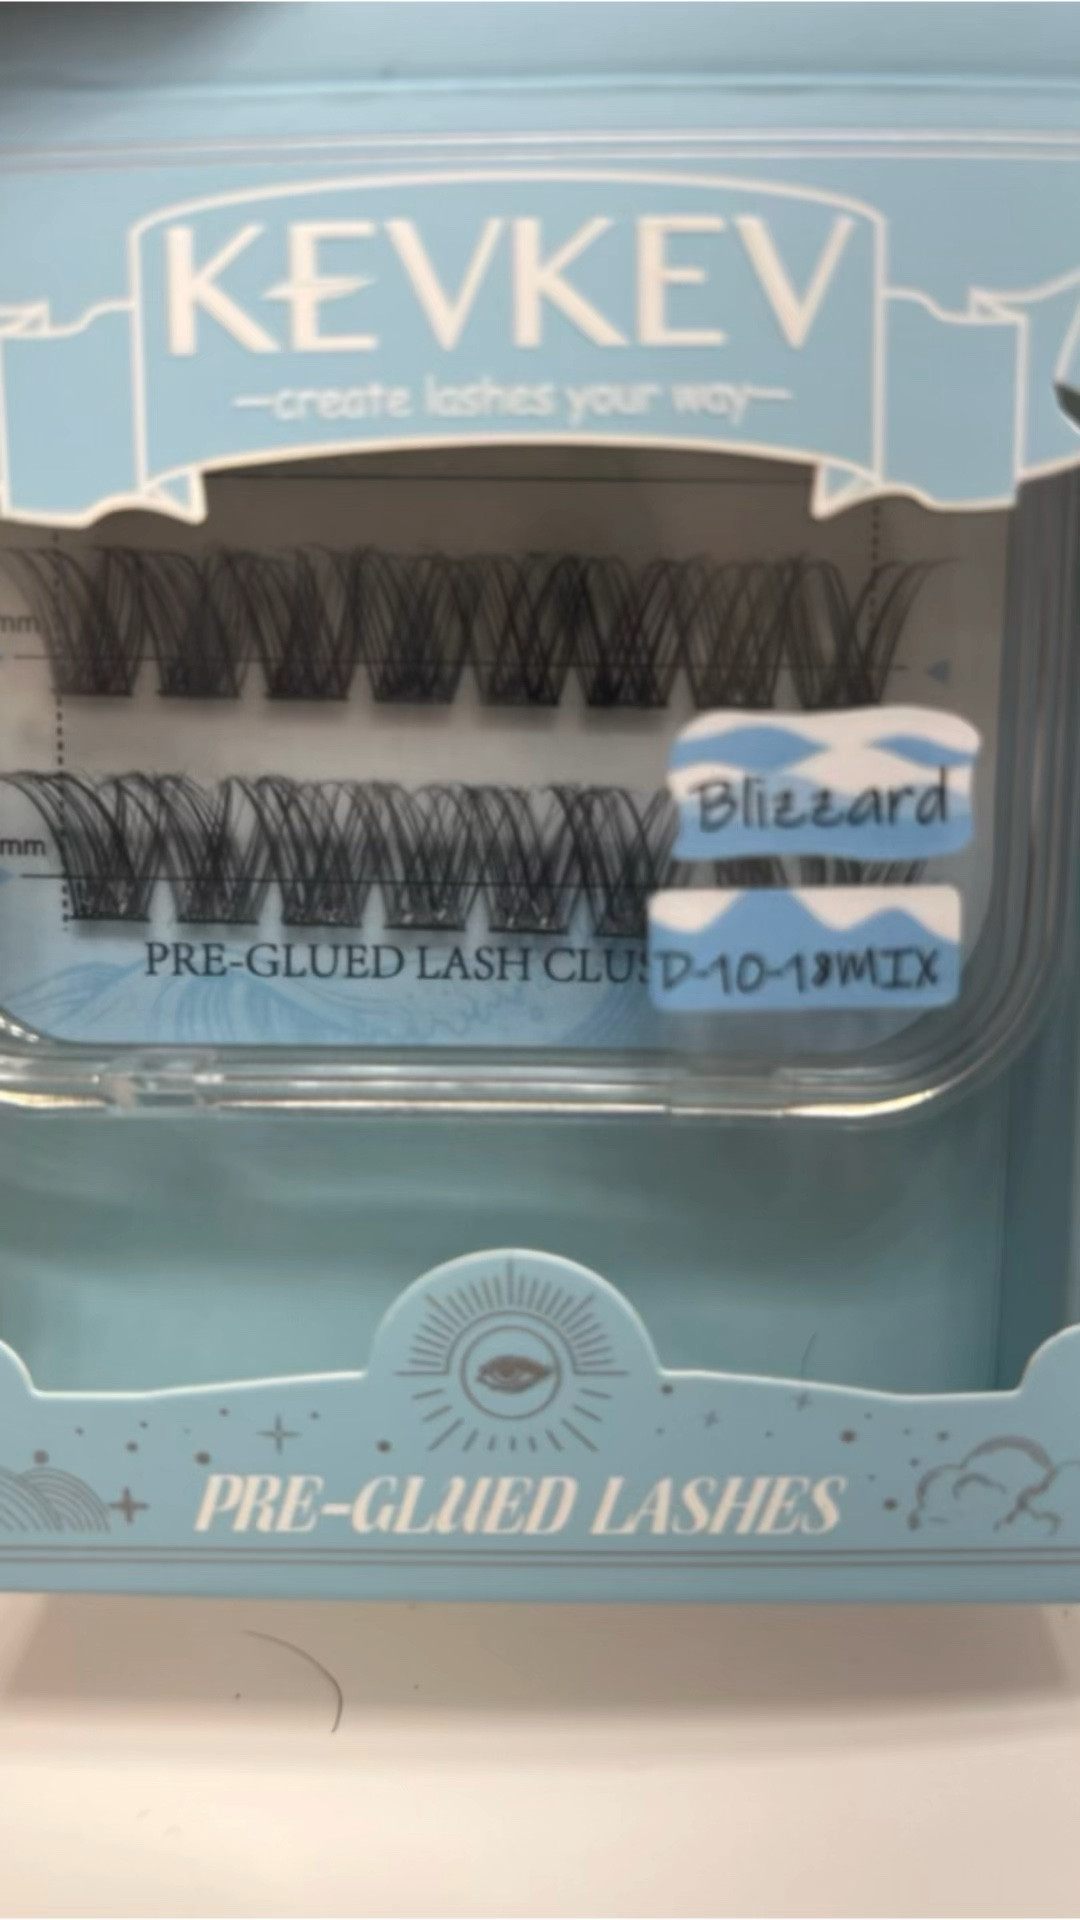 KEVKEV
—create lashes your way—
mm
Blizzard
mm
PRE-GLUED LASH CLUS
D-10-18MIX
PRE-GLUED LASHES